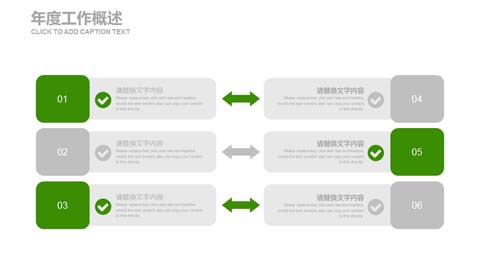 年度工作概述
CLICK TO ADD CAPTION TEXT
01
请替换文字内容
Please replace text, click add relevant headline,
modify the text content, also can copy your content
to this directly.
请替换文字内容
Please replace text, click add relevant headline,
modify the text content, also can copy your content
to this directly.
04
02
请替换文字内容
Please replace text, click add relevant headline,
modify the text content, also can copy your content
to this directly.
请替换文字内容
Please replace text, click add relevant headline,
modify the text content, also can copy your content
to this directly.
05
03
请替换文字内容
Please replace text, click add relevant headline,
modify the text content, also can copy your content
to this directly.
请替换文字内容
Please replace text, click add relevant headline,
modify the text content, also can copy your content
to this directly.
06